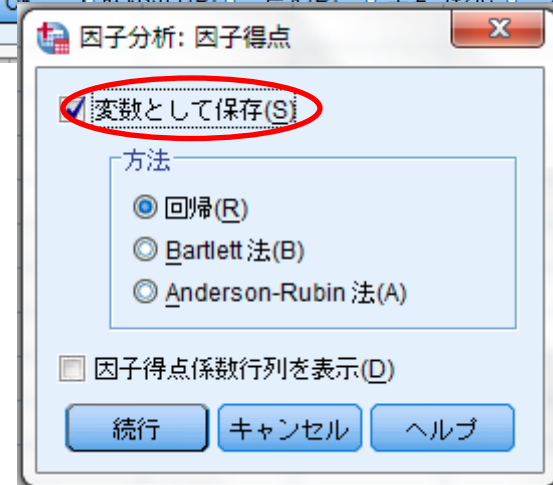 因子分析: 因子得点
変数として保存(S)
方法
回帰(R)
Bartlett 法(B)
Anderson-Rubin 法(A)
因子得点係数行列を表示(D)
続行 キャンセル ヘルプ